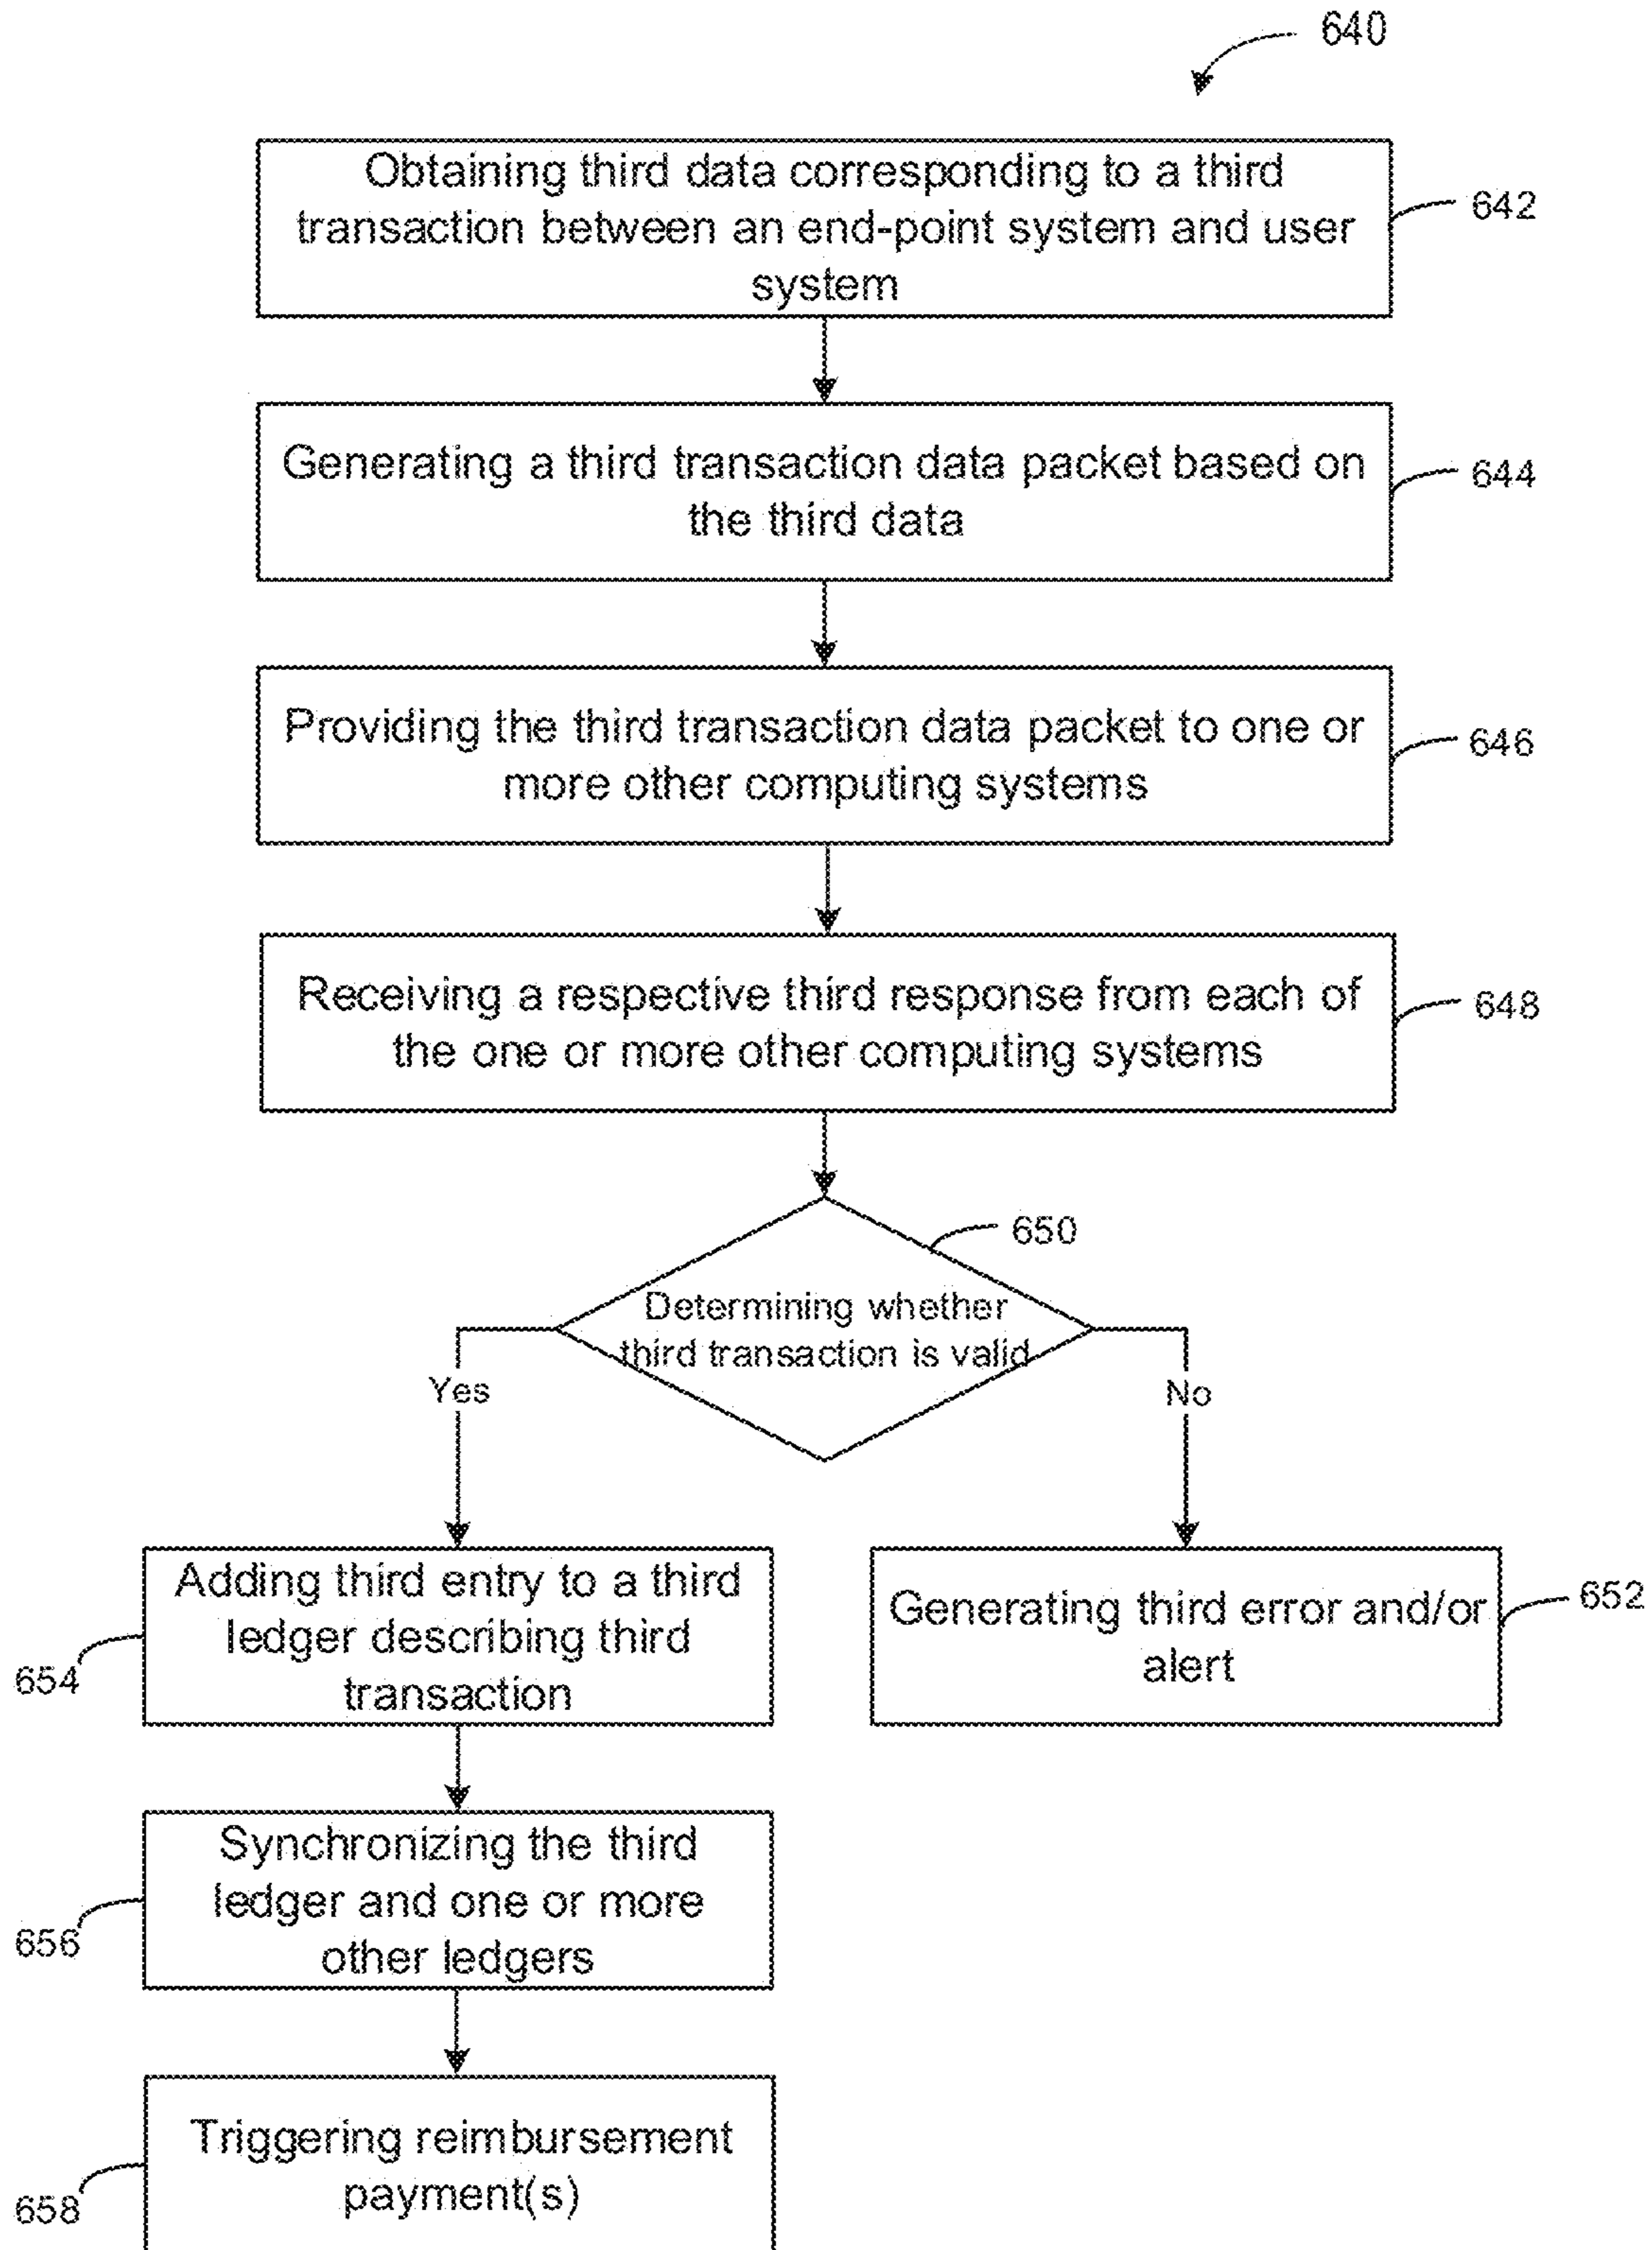 640
Obtaining third data corresponding to a third
transaction between an end-point system and user
system
642
Generating a third transaction data packet based on
the third data
644
Providing the third transaction data packet to one or
more other computing systems
646
Receiving a respective third response from each of
the one or more other computing systems
648
650
Determining whether
third transaction is valid
Yes
No
Adding third entry to a third
ledger describing third
transaction
654
Generating third error and/or
alert
652
Synchronizing the third
ledger and one or more
other ledgers
656
Triggering reimbursement
payment(s)
658